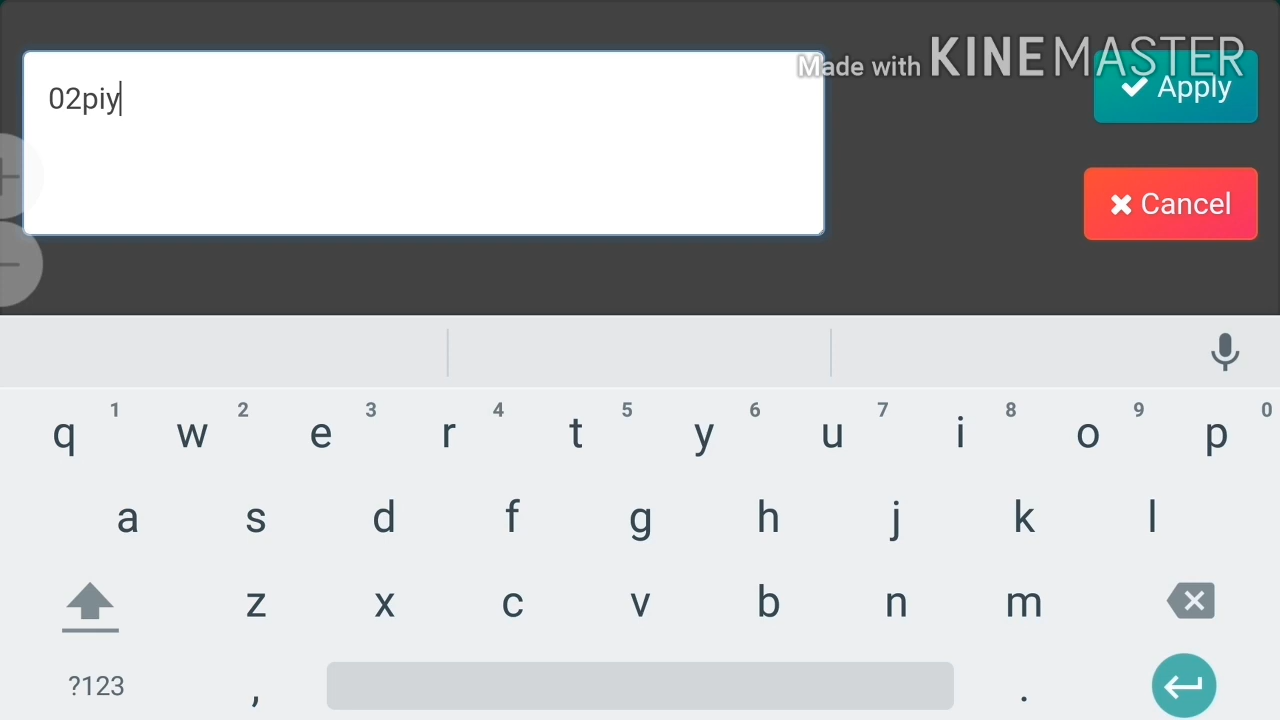 02piy
Made with KINEMASTER
Apply
Cancel
q 1 w 2 e 3 r 4 t 5 y 6 u 7 i 8 o 9 p 0
a s d f g h j k l
z x c v b n m
?123 , .